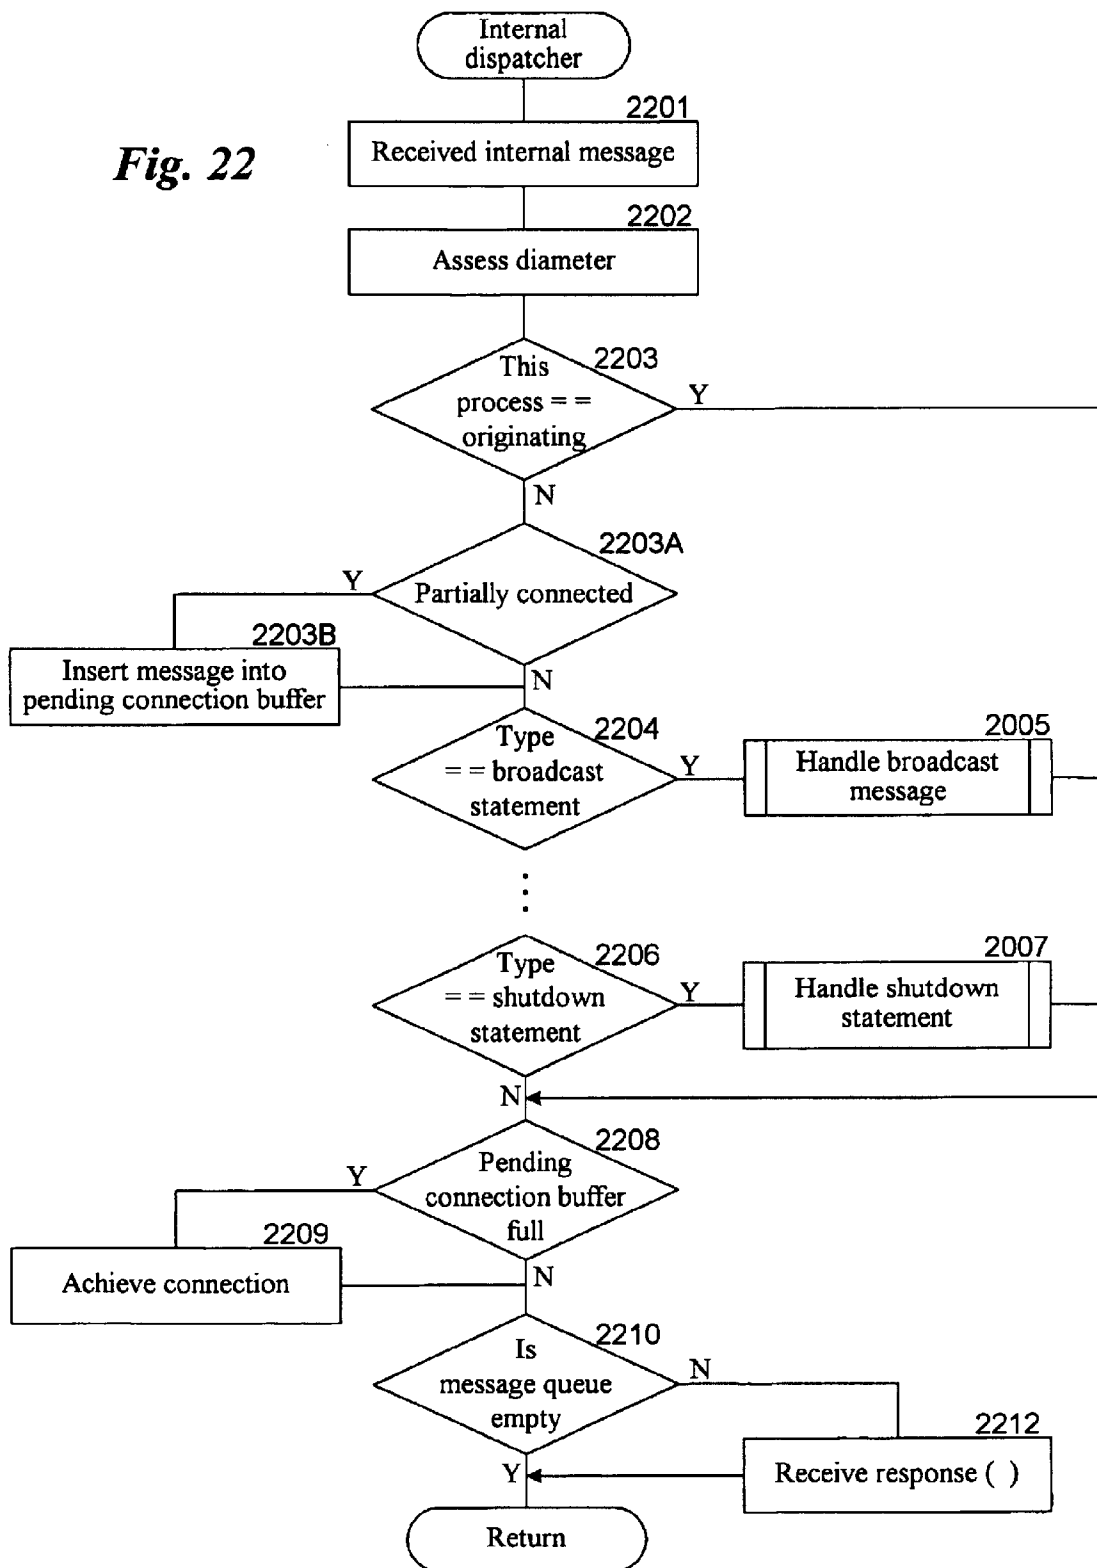 Internal
dispatcher
Fig. 22
2201
Received internal message
2202
Assess diameter
2203
This
process = =
originating
Y
N
2203A
Partially connected
Y
N
2203B
Insert message into
pending connection buffer
2204
Type
= = broadcast
statement
Y
2005
Handle broadcast
message
2206
Type
= = shutdown
statement
Y
2007
Handle shutdown
statement
N
2208
Pending
connection buffer
full
Y
2209
Achieve connection
N
2210
Is
message queue
empty
N
2212
Receive response ( )
Y
Return